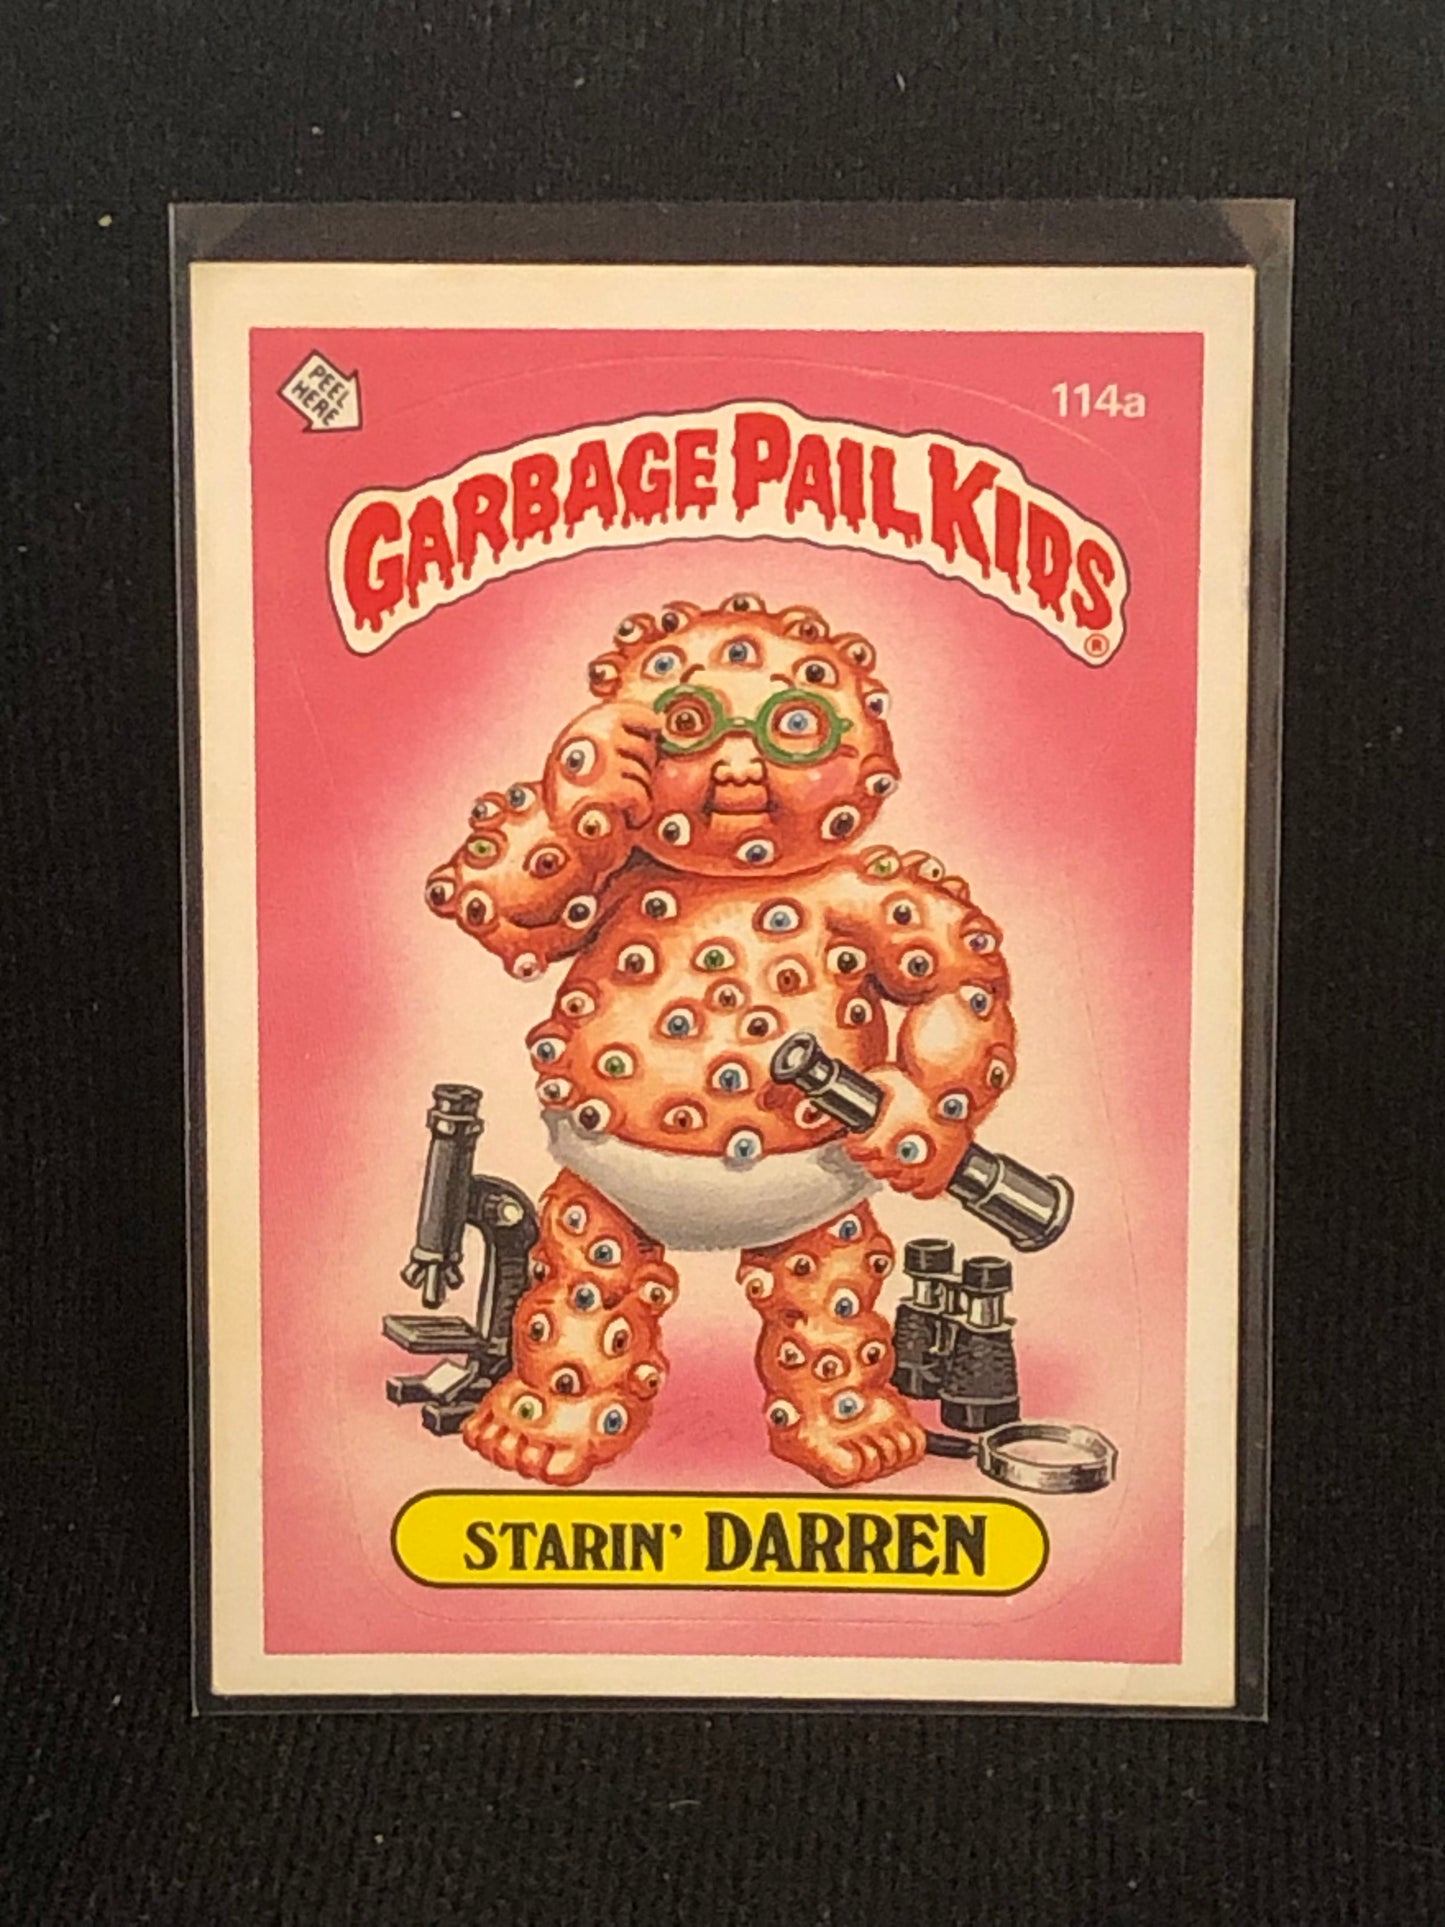 PEEL
HERE
114a
GARBAGE PAIL KIDS®
STARIN' DARREN